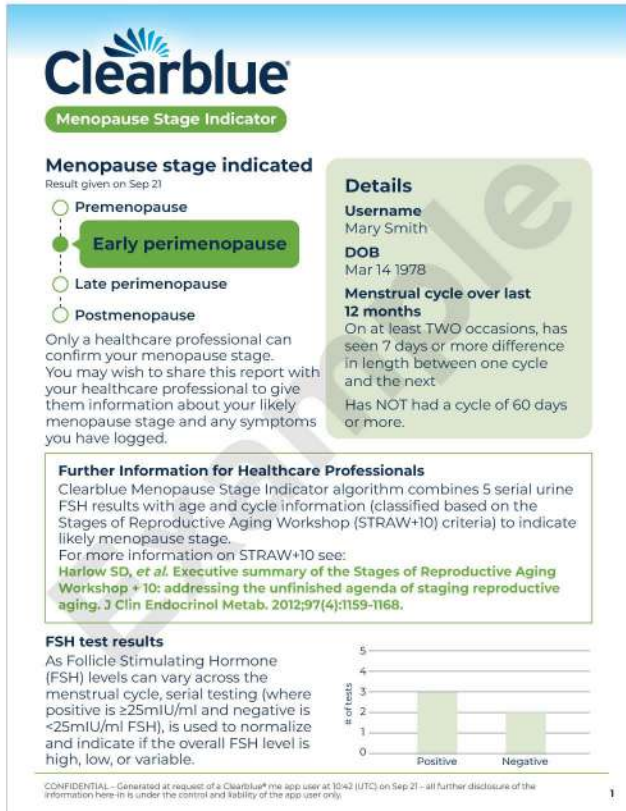 Clearblue®
Menopause Stage Indicator
Menopause stage indicated
Result given on Sep 21
Premenopause
Early perimenopause
Late perimenopause
Postmenopause
Only a healthcare professional can
confirm your menopause stage.
You may wish to share this report with
your healthcare professional to give
them information about your likely
menopause stage and any symptoms
you have logged.
Details
Username
Mary Smith
DOB
Mar 14 1978
Menstrual cycle over last
12 months
On at least TWO occasions, has
seen 7 days or more difference
in length between one cycle
and the next
Has NOT had a cycle of 60 days
or more.
Example
Further Information for Healthcare Professionals
Clearblue Menopause Stage Indicator algorithm combines 5 serial urine
FSH results with age and cycle information (classified based on the
Stages of Reproductive Aging Workshop (STRAW+10) criteria) to indicate
likely menopause stage.
For more information on STRAW+10 see:
Harlow SD, et al. Executive summary of the Stages of Reproductive Aging
Workshop + 10: addressing the unfinished agenda of staging reproductive
aging. J Clin Endocrinol Metab. 2012;97(4):1159-1168.
FSH test results
As Follicle Stimulating Hormone
(FSH) levels can vary across the
menstrual cycle, serial testing (where
positive is ≥25mIU/ml and negative is
<25mIU/ml FSH), is used to normalize
and indicate if the overall FSH level is
high, low, or variable.
# of tests
5
4
3
2
1
0
Positive Negative
CONFIDENTIAL – Generated at request of a Clearblue® me app user at 10:42 (UTC) on Sep 21 – all further disclosure of the
information here-in is under the control and liability of the app user only.
1